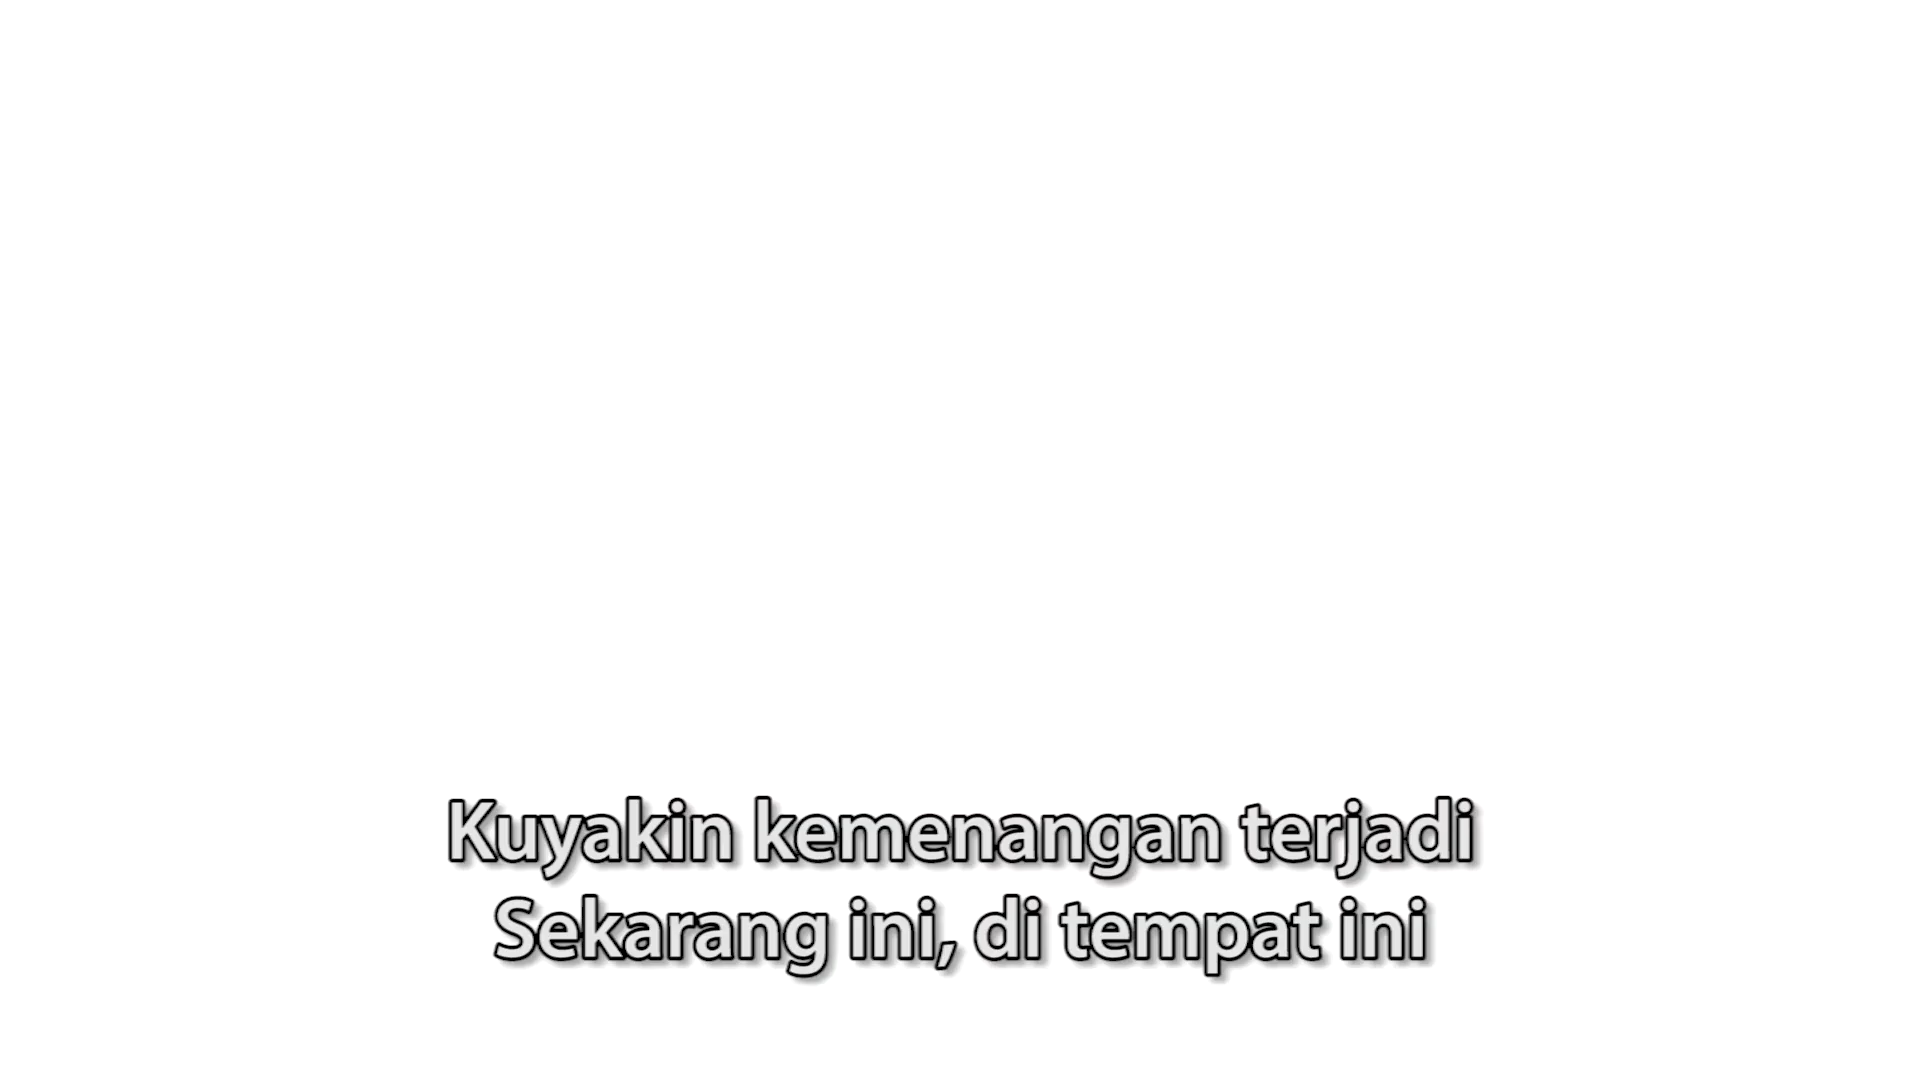 Kuyakin kemenangan terjadi
Sekarang ini, di tempat ini